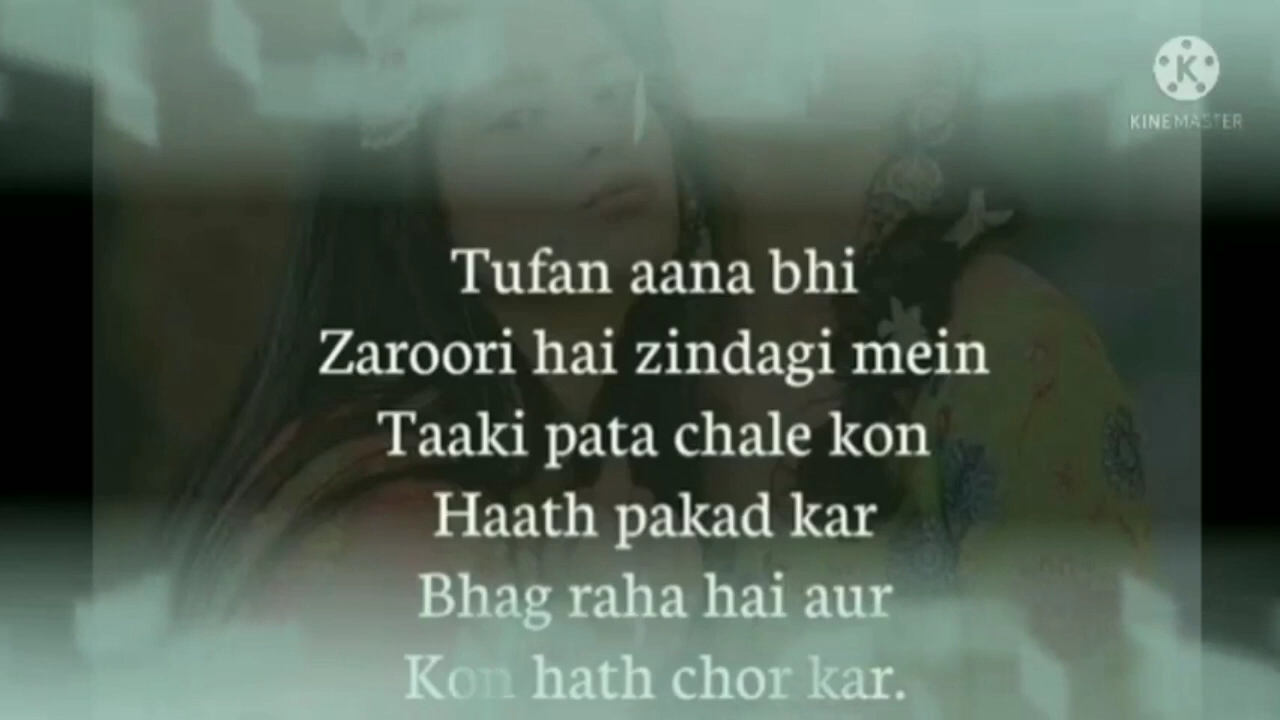 KINEMASTER
Tufan aana bhi
Zaroori hai zindagi mein
Taaki pata chale kon
Haath pakad kar
Bhag raha hai aur
Kon hath chor kar.